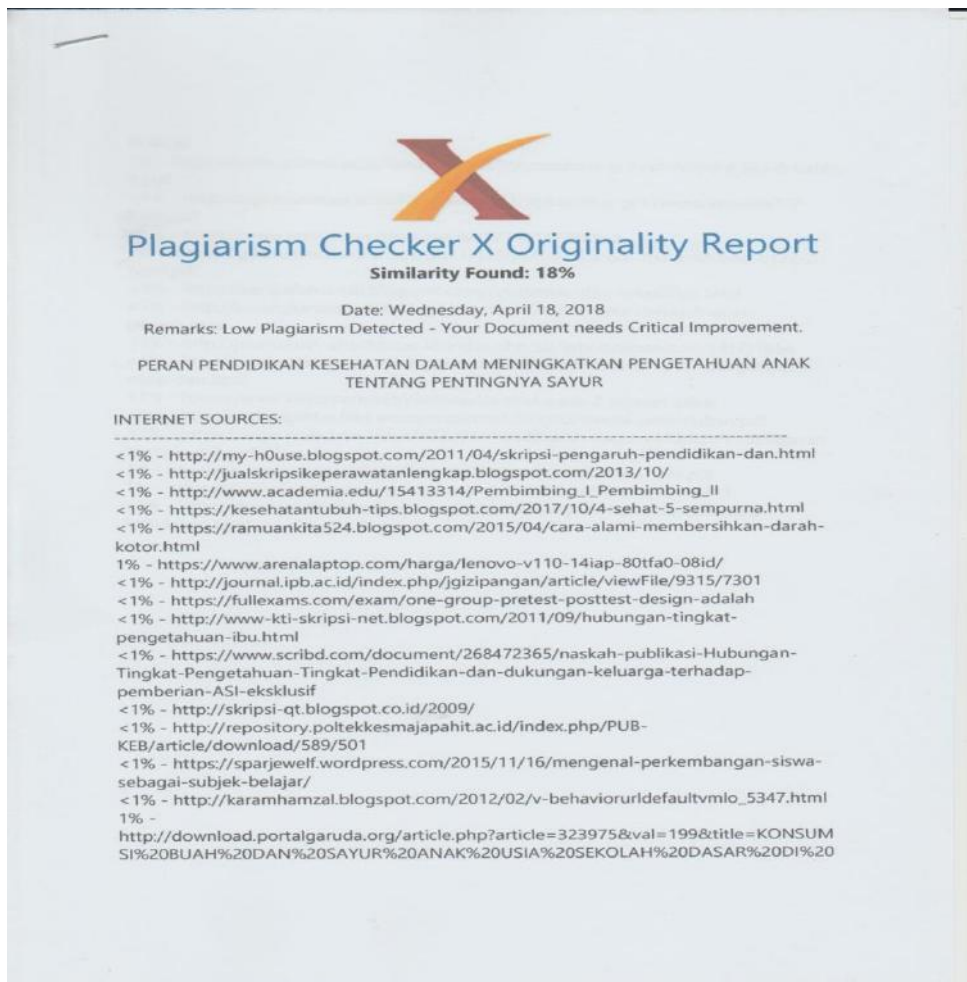 Plagiarism Checker X Originality Report
Similarity Found: 18%
Date: Wednesday, April 18, 2018
Remarks: Low Plagiarism Detected - Your Document needs Critical Improvement.
PERAN PENDIDIKAN KESEHATAN DALAM MENINGKATKAN PENGETAHUAN ANAK
TENTANG PENTINGNYA SAYUR
INTERNET SOURCES:
<1% - http://my-h0use.blogspot.com/2011/04/skripsi-pengaruh-pendidikan-dan.html
<1% - http://jualskripsikeperawatanlengkap.blogspot.com/2013/10/
<1% - http://www.academia.edu/15413314/Pembimbing_I_Pembimbing_II
<1% - https://kesehatantubuh-tips.blogspot.com/2017/10/4-sehat-5-sempurna.html
<1% - https://ramuankita524.blogspot.com/2015/04/cara-alami-membersihkan-darah-
kotor.html
1% - https://www.arenalaptop.com/harga/lenovo-v110-14iap-80tfa0-08id/
<1% - http://journal.ipb.ac.id/index.php/jgizipangan/article/viewFile/9315/7301
<1% - https://fullexams.com/exam/one-group-pretest-posttest-design-adalah
<1% - http://www-kti-skripsi-net.blogspot.com/2011/09/hubungan-tingkat-
pengetahuan-ibu.html
<1% - https://www.scribd.com/document/268472365/naskah-publikasi-Hubungan-
Tingkat-Pengetahuan-Tingkat-Pendidikan-dan-dukungan-keluarga-terhadap-
pemberian-ASI-eksklusif
<1% - http://skripsi-qt.blogspot.co.id/2009/
<1% - http://repository.poltekkesmajapahit.ac.id/index.php/PUB-
KEB/article/download/589/501
<1% - https://sparjewelf.wordpress.com/2015/11/16/mengenal-perkembangan-siswa-
sebagai-subjek-belajar/
<1% - http://karamhamzal.blogspot.com/2012/02/v-behaviorurldefaultvmlo_5347.html
1% -
http://download.portalgaruda.org/article.php?article=323975&val=199&title=KONSUM
SI%20BUAH%20DAN%20SAYUR%20ANAK%20USIA%20SEKOLAH%20DASAR%20DI%20